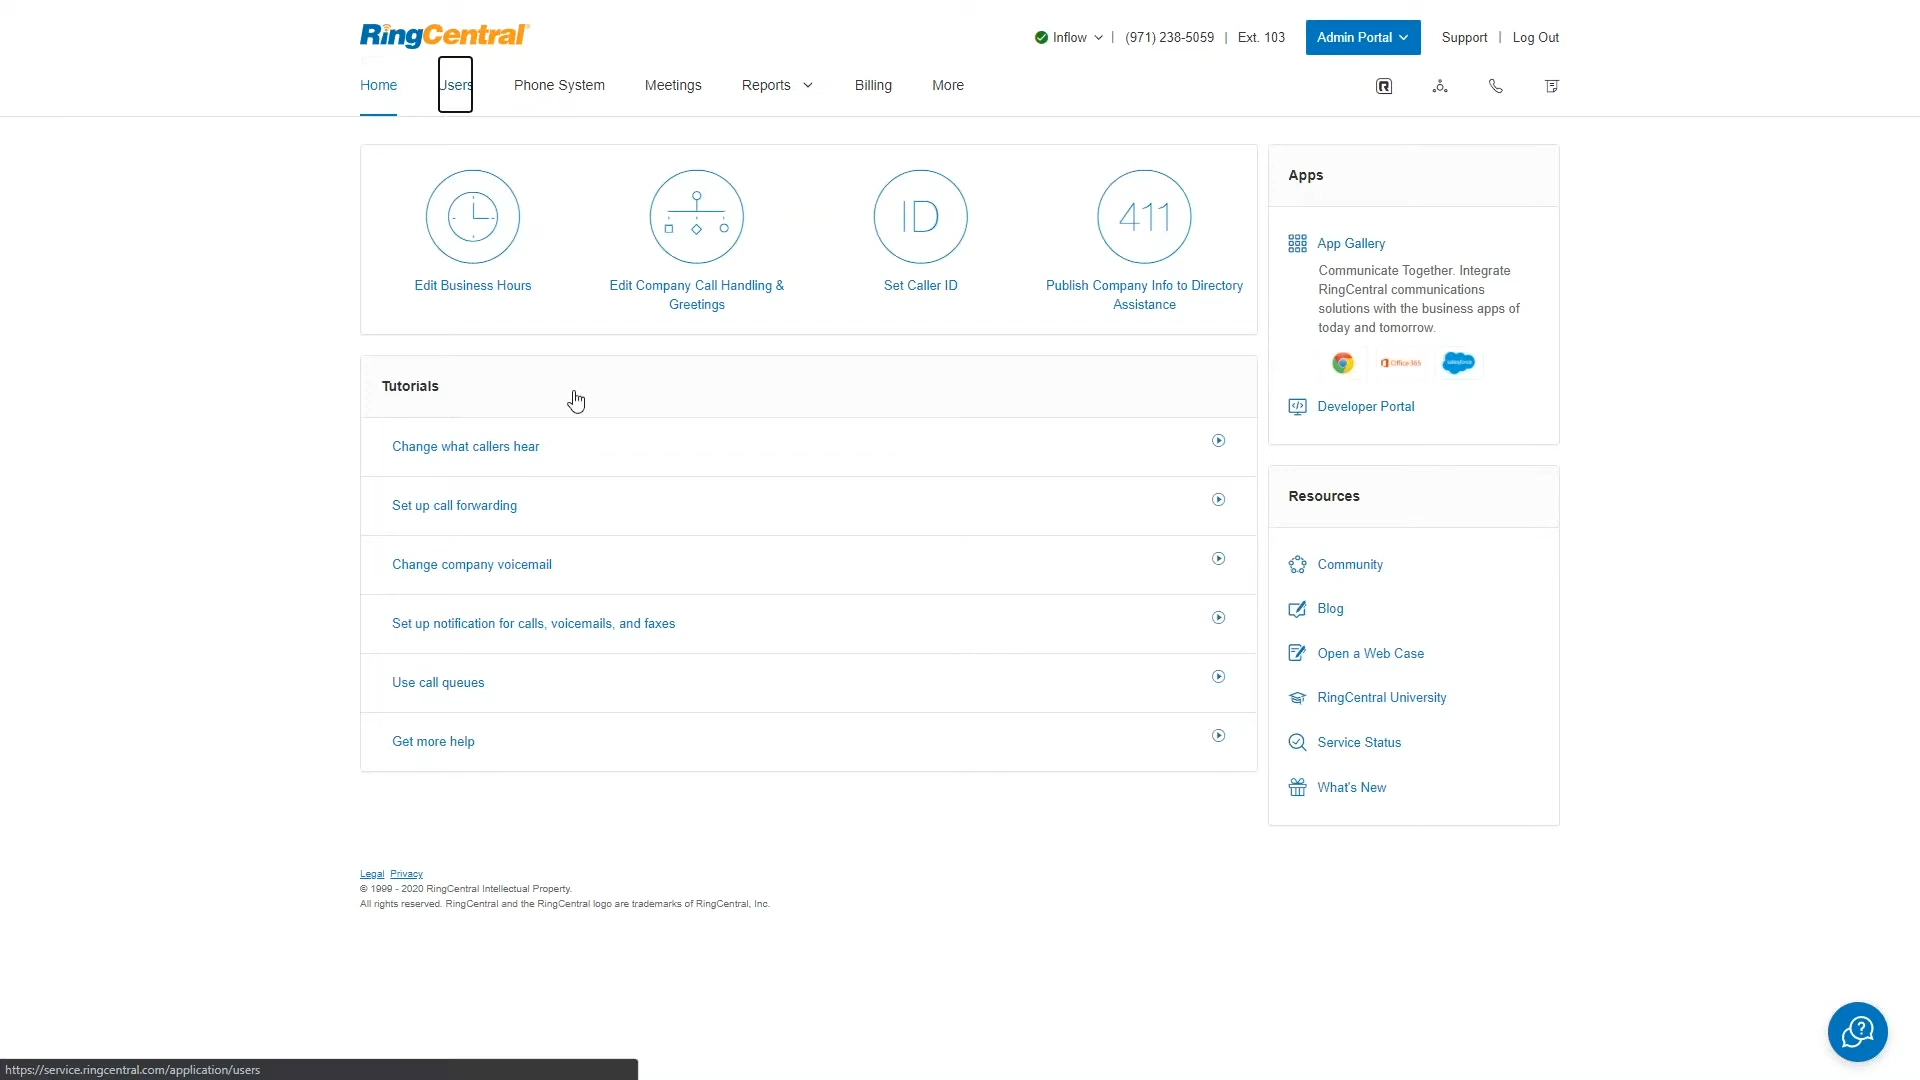 RingCentral
Inflow | (971) 238-5059 | Ext. 103 Admin Portal Support | Log Out
Home Users Phone System Meetings Reports Billing More
ID
411
Edit Business Hours
Edit Company Call Handling &
Greetings
Set Caller ID
Publish Company Info to Directory
Assistance
Tutorials
Change what callers hear
Set up call forwarding
Change company voicemail
Set up notification for calls, voicemails, and faxes
Use call queues
Get more help
Apps
App Gallery
Communicate Together. Integrate
RingCentral communications
solutions with the business apps of
today and tomorrow.
Office 365
salesforce
Developer Portal
Resources
Community
Blog
Open a Web Case
RingCentral University
Service Status
What's New
Legal Privacy
© 1999 - 2020 RingCentral Intellectual Property.
All rights reserved. RingCentral and the RingCentral logo are trademarks of RingCentral, Inc.
https://service.ringcentral.com/application/users